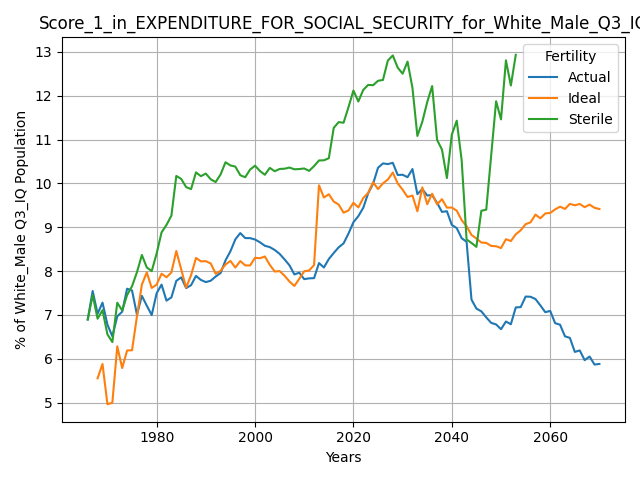 Score_1_in_EXPENDITURE_FOR_SOCIAL_SECURITY_for_White_Male_Q3_IQ
Fertility
Actual
Ideal
Sterile
% of White_Male Q3_IQ Population
13
12
11
10
9
8
7
6
5
1980 2000 2020 2040 2060
Years